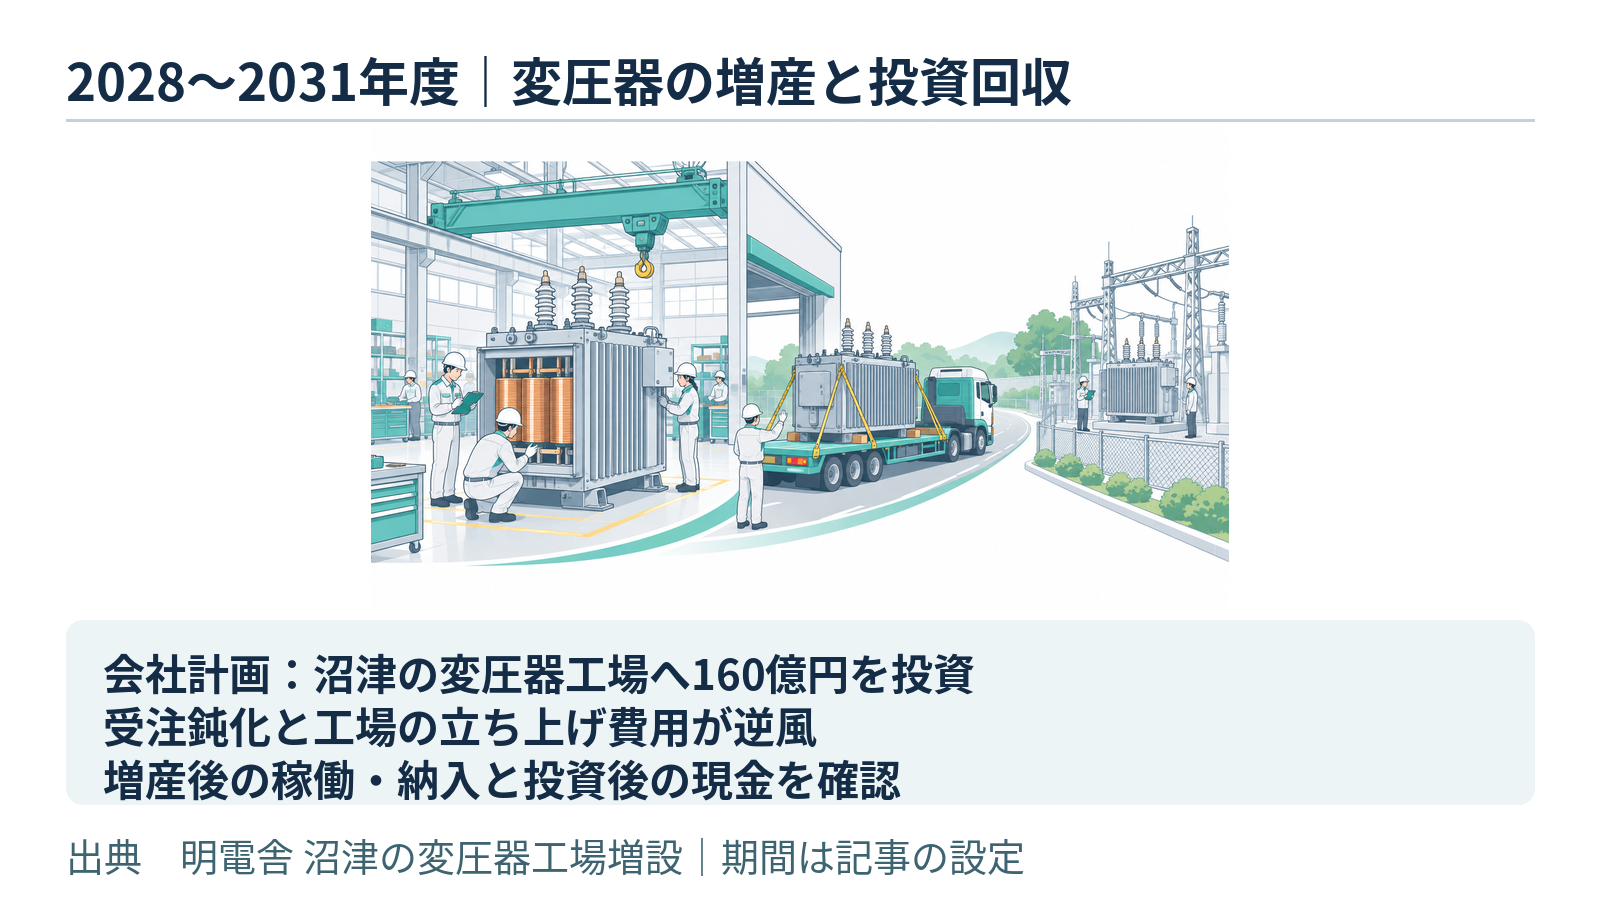 2028〜2031年度｜変圧器の増産と投資回収
会社計画：沼津の変圧器工場へ160億円を投資
受注鈍化と工場の立ち上げ費用が逆風
増産後の稼働・納入と投資後の現金を確認
出典　明電舎 沼津の変圧器工場増設｜期間は記事の設定